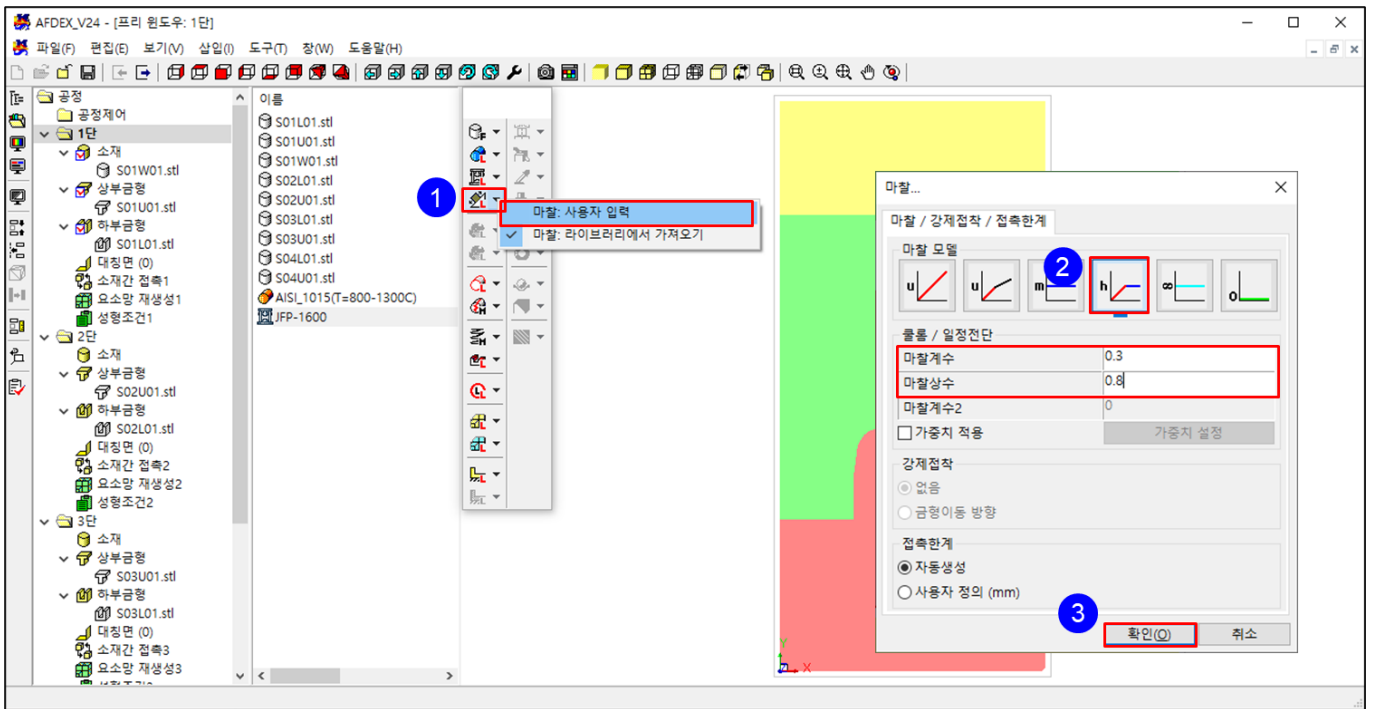 AFDEX_V24 - [프리 윈도우: 1단]
파일(F) 편집(E) 보기(V) 삽입(I) 도구(T) 창(W) 도움말(H)
공정
공정제어
1단
소재
S01W01.stl
상부금형
S01U01.stl
하부금형
S01L01.stl
대칭면 (0)
소재간 접촉1
요소망 재생성1
성형조건1
2단
소재
상부금형
S02U01.stl
하부금형
S02L01.stl
대칭면 (0)
소재간 접촉2
요소망 재생성2
성형조건2
3단
소재
상부금형
S03U01.stl
하부금형
S03L01.stl
대칭면 (0)
소재간 접촉3
요소망 재생성3
이름
S01L01.stl
S01U01.stl
S01W01.stl
S02L01.stl
S02U01.stl
S03L01.stl
S03U01.stl
S04L01.stl
S04U01.stl
AISI_1015(T=800-1300C)
JFP-1600
1
마찰: 사용자 입력
마찰: 라이브러리에서 가져오기
마찰...
마찰 / 강제접착 / 접촉한계
마찰 모델
2
u u m h ∞ 0
쿨롱 / 일정전단
마찰계수 0.3
마찰상수 0.8
마찰계수2 0
가중치 적용 가중치 설정
강제접착
없음
금형이동 방향
접촉한계
자동생성
사용자 정의 (mm)
3
확인(O) 취소
Y
Z X